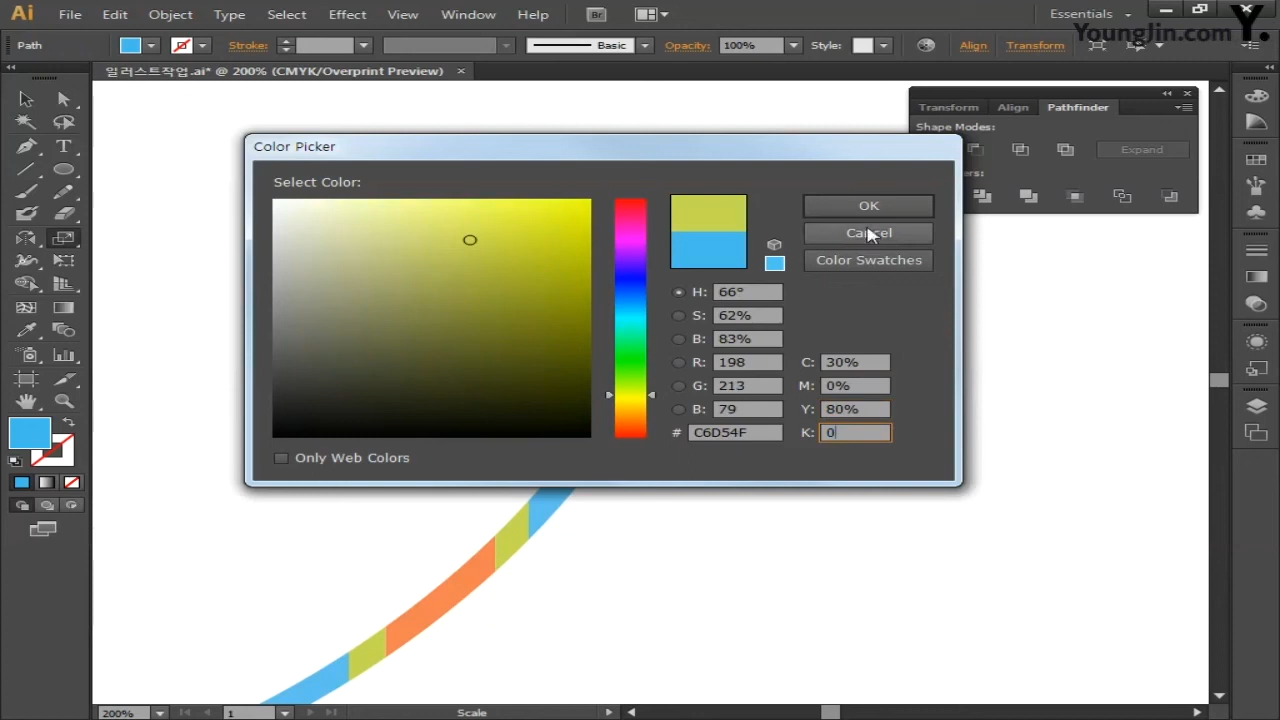 Ai File Edit Object Type Select Effect View Window Help Br Essentials
YoungJin.com Y.
Path Stroke: Basic Opacity: 100% Style: Align Transform
일러스트작업.ai* @ 200% (CMYK/Overprint Preview) ×
Transform Align Pathfinder
Shape Modes:
Expand
ers:
Color Picker
Select Color:
OK
Cancel
Color Swatches
H: 66°
S: 62%
B: 83%
R: 198 C: 30%
G: 213 M: 0%
B: 79 Y: 80%
# C6D54F K: 0
Only Web Colors
200% 1 Scale